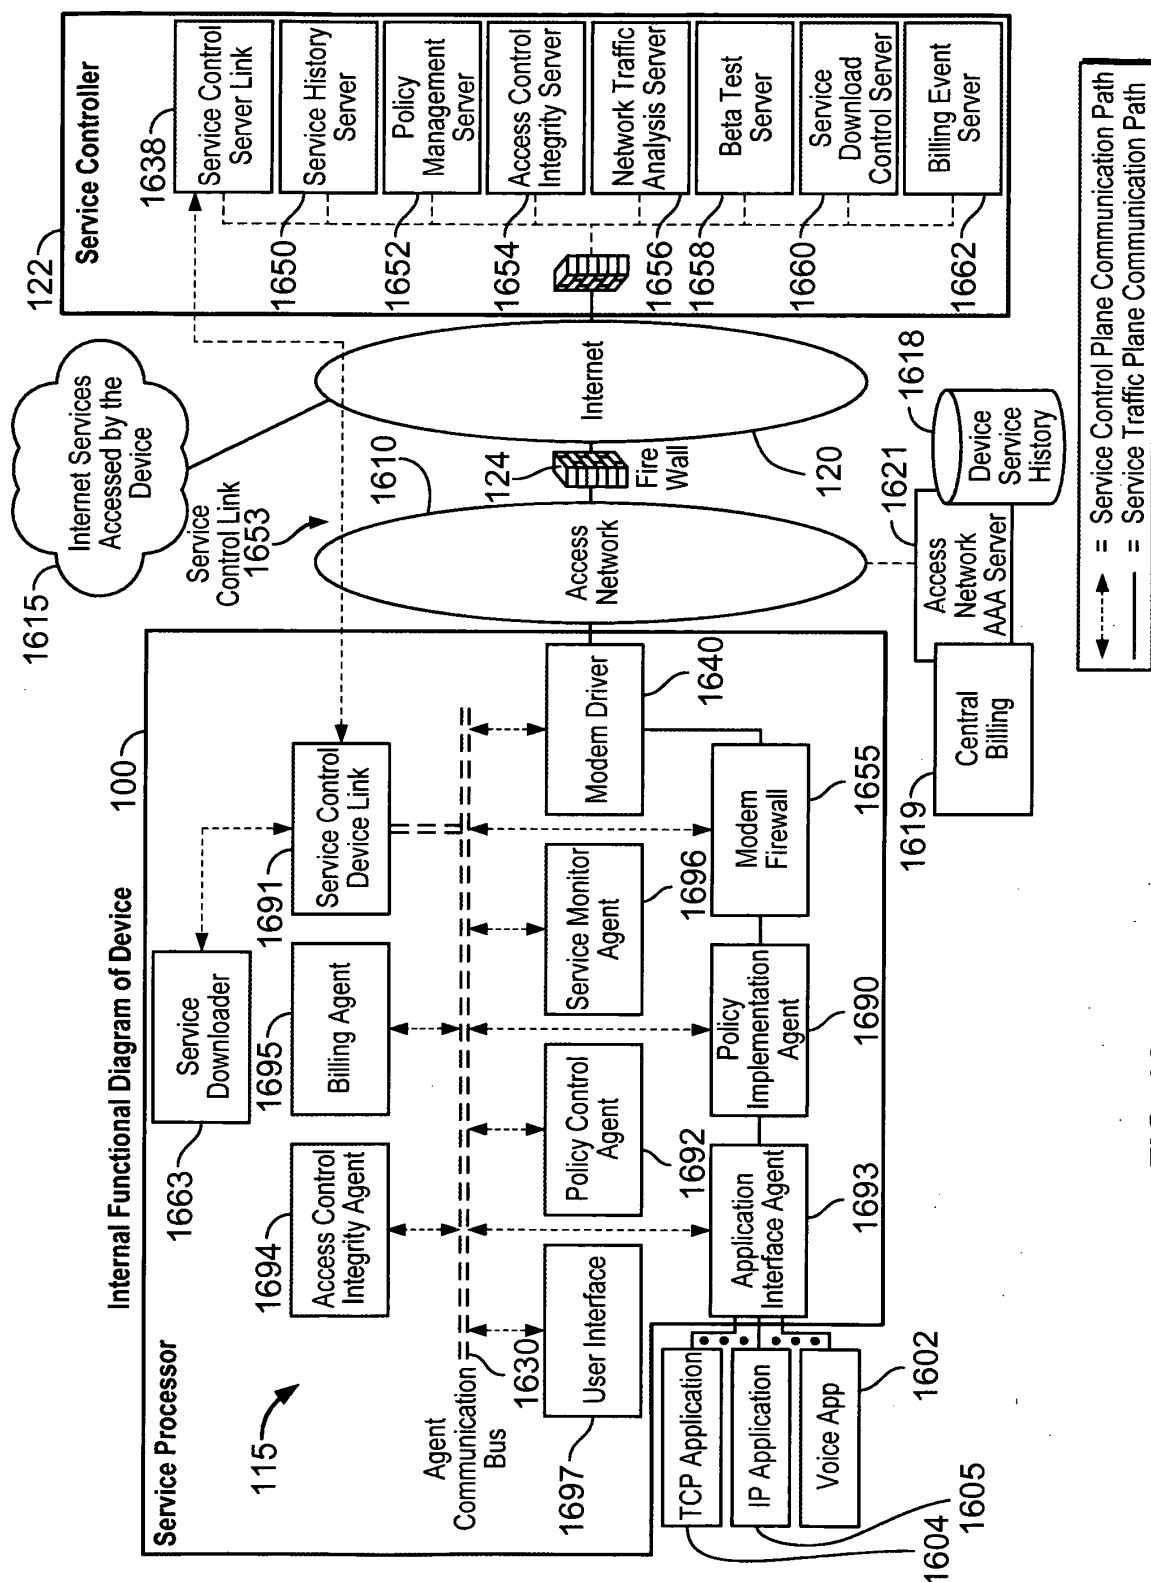 Internal Functional Diagram of Device
100
Service Processor
115
1663
Service
Downloader
1694
Access Control
Integrity Agent
1695
Billing Agent
1691
Service Control
Device Link
Agent
Communication
Bus
1630
User Interface
1697
Policy Control
Agent
1692
Service Monitor
Agent
1696
Modem Driver
1640
Application
Interface Agent
1693
Policy
Implementation
Agent
1690
Modem
Firewall
1655
TCP Application
1604
IP Application
1605
Voice App
1602
1615
Internet Services
Accessed by the
Device
Service
Control Link
1653
1610
Access
Network
124
Fire
Wall
Internet
120
1621
Access
Network
AAA Server
1618
Device
Service
History
Central
Billing
1619
122
Service Controller
1638
Service Control
Server Link
1650
Service History
Server
1652
Policy
Management
Server
1654
Access Control
Integrity Server
1656
Network Traffic
Analysis Server
1658
Beta Test
Server
1660
Service
Download
Control Server
1662
Billing Event
Server
= Service Control Plane Communication Path
= Service Traffic Plane Communication Path